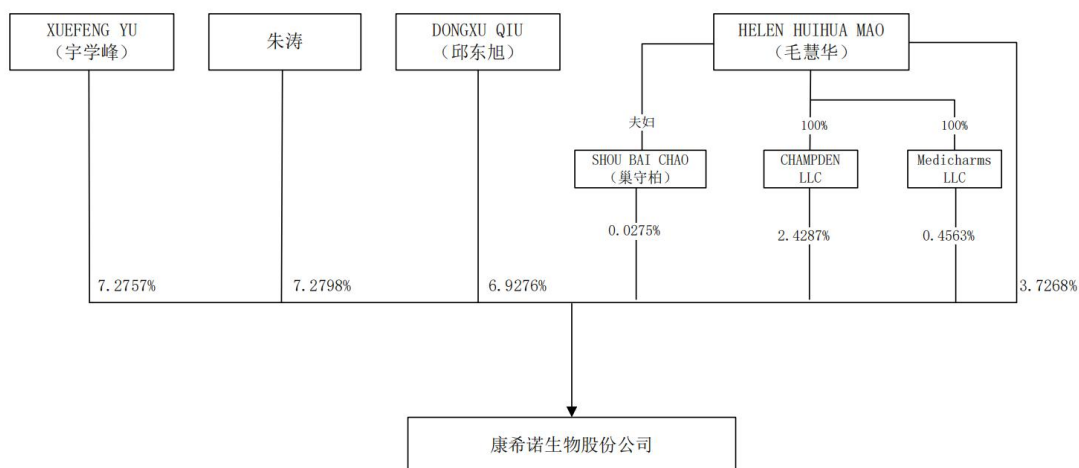 XUEFENG YU
（宇学峰）
朱涛
DONGXU QIU
（邱东旭）
HELEN HUIHUA MAO
（毛慧华）
夫妇
100%
100%
SHOU BAI CHAO
（巢守柏）
CHAMPDEN
LLC
Medicharms
LLC
0.0275%
2.4287%
0.4563%
7.2757%
7.2798%
6.9276%
3.7268%
康希诺生物股份公司